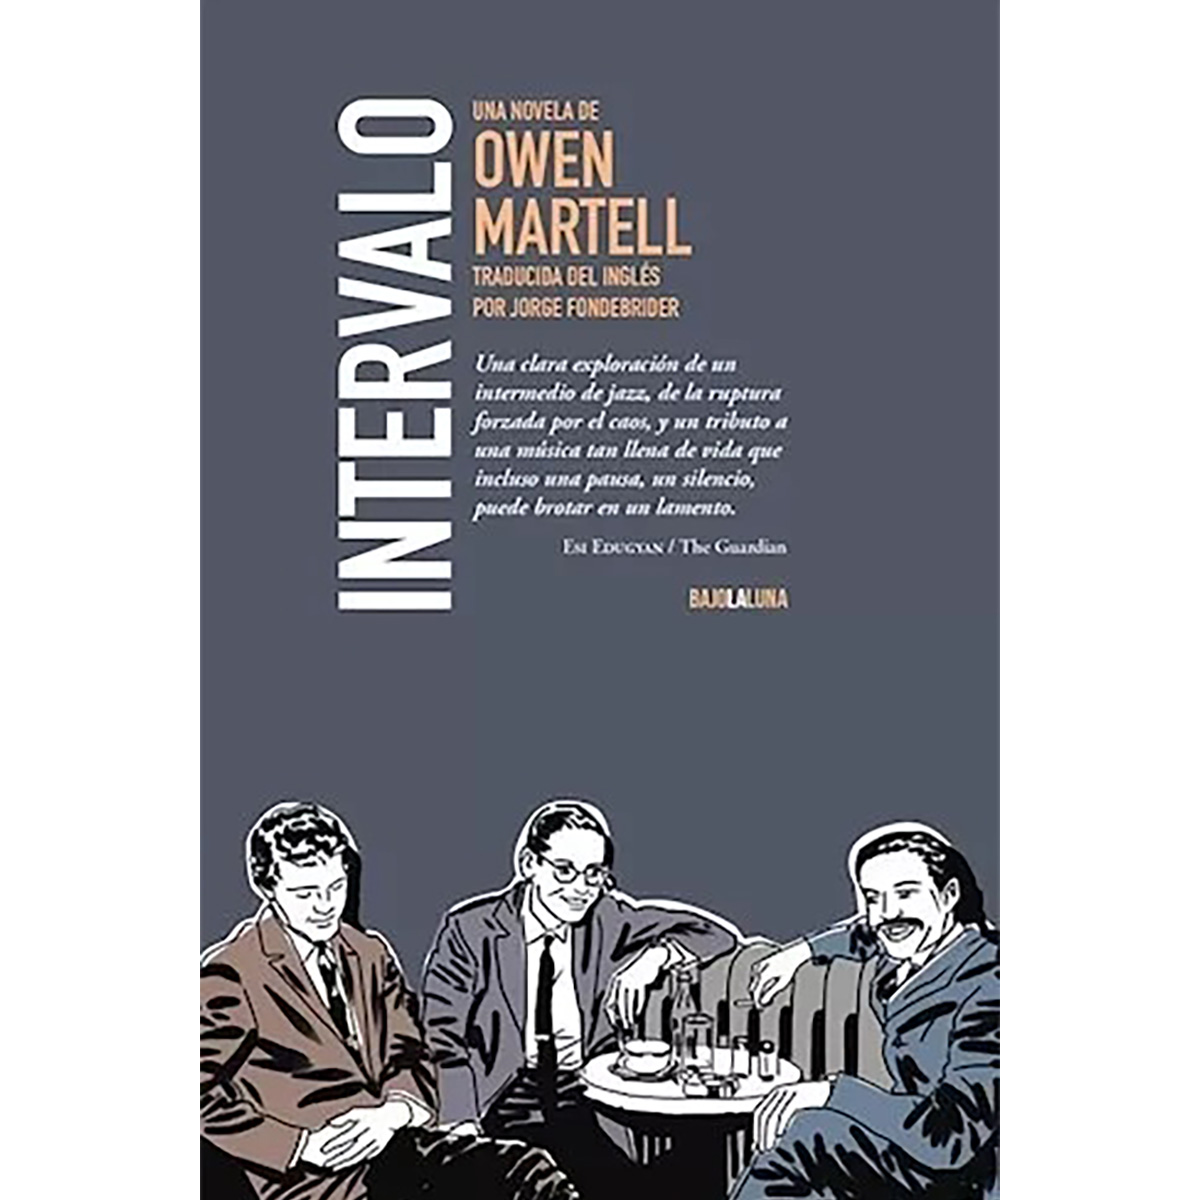 INTERVALO
UNA NOVELA DE
OWEN
MARTELL
TRADUCIDA DEL INGLÉS
POR JORGE FONDEBRIDER
Una clara exploración de un
intermedio de jazz, de la ruptura
forzada por el caos, y un tributo a
una música tan llena de vida que
incluso una pausa, un silencio,
puede brotar en un lamento.
ESI EDUGYAN / The Guardian
BAJOLALUNA